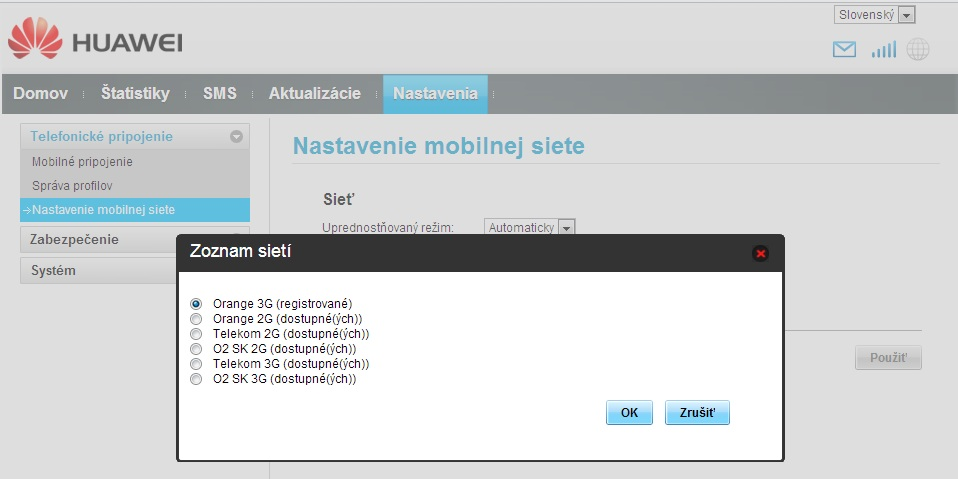 Slovenský
HUAWEI
Domov Štatistiky SMS Aktualizácie Nastavenia
Telefonické pripojenie
Mobilné pripojenie
Správa profilov
Nastavenie mobilnej siete
Zabezpečenie
Systém
Nastavenie mobilnej siete
Sieť
Uprednostňovaný režim: Automaticky
Zoznam sietí
Orange 3G (registrované)
Orange 2G (dostupné(ých))
Telekom 2G (dostupné(ých))
O2 SK 2G (dostupné(ých))
Telekom 3G (dostupné(ých))
O2 SK 3G (dostupné(ých))
OK Zrušiť
Použiť